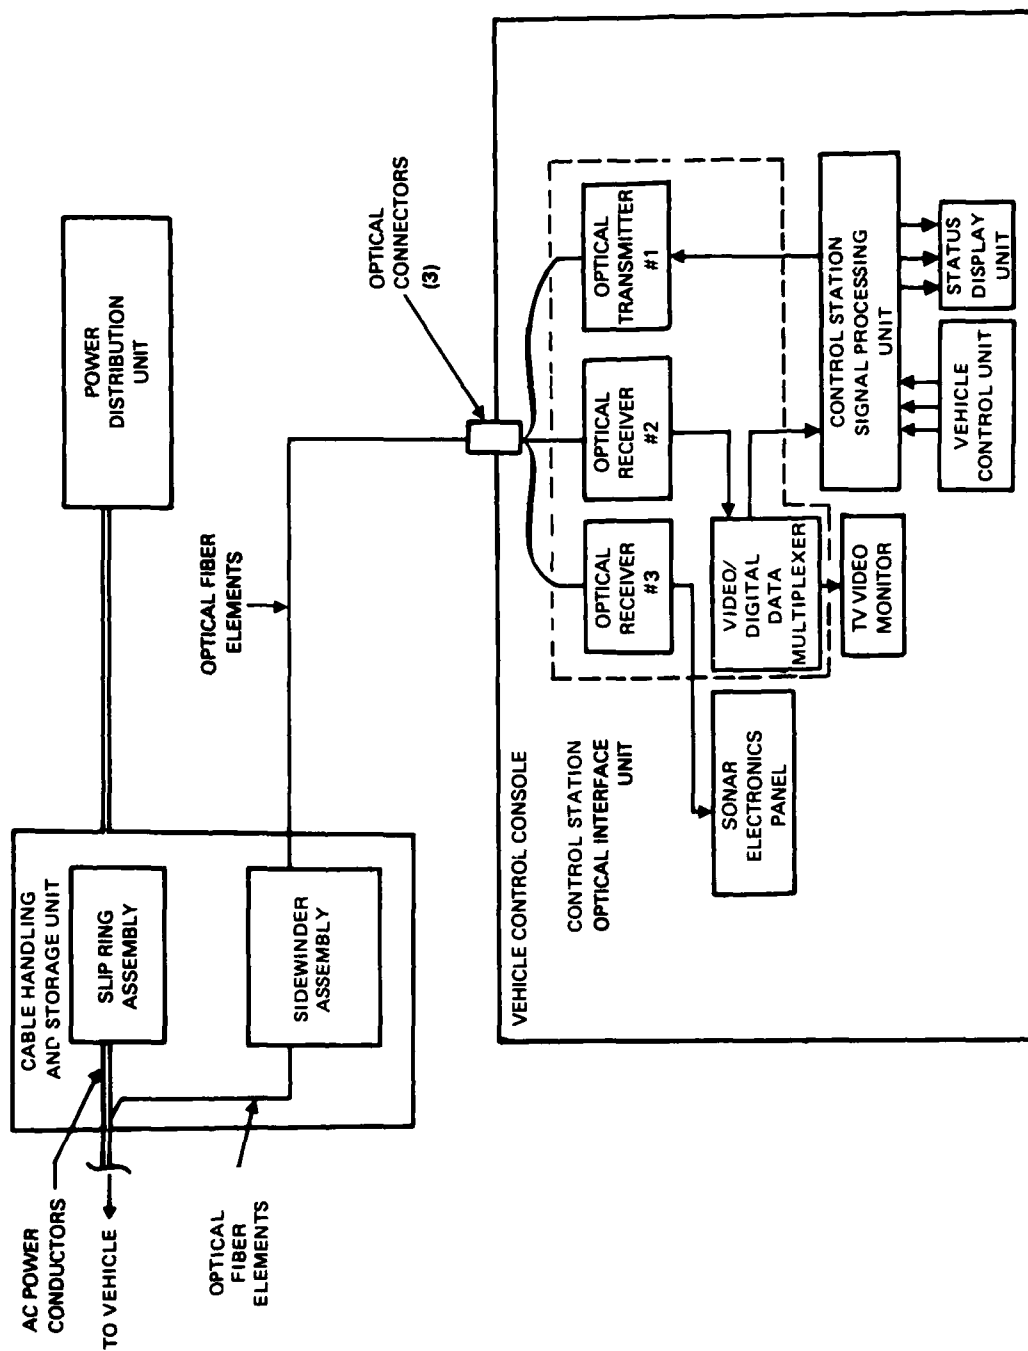 AC POWER
CONDUCTORS
TO VEHICLE
OPTICAL
FIBER
ELEMENTS
CABLE HANDLING
AND STORAGE UNIT
SLIP RING
ASSEMBLY
SIDEWINDER
ASSEMBLY
POWER
DISTRIBUTION
UNIT
OPTICAL FIBER
ELEMENTS
OPTICAL
CONNECTORS
(3)
VEHICLE CONTROL CONSOLE
CONTROL STATION
OPTICAL INTERFACE
UNIT
OPTICAL
RECEIVER
#3
OPTICAL
RECEIVER
#2
OPTICAL
TRANSMITTER
#1
SONAR
ELECTRONICS
PANEL
VIDEO/
DIGITAL
DATA
MULTIPLEXER
CONTROL STATION
SIGNAL PROCESSING
UNIT
TV VIDEO
MONITOR
VEHICLE
CONTROL UNIT
STATUS
DISPLAY
UNIT